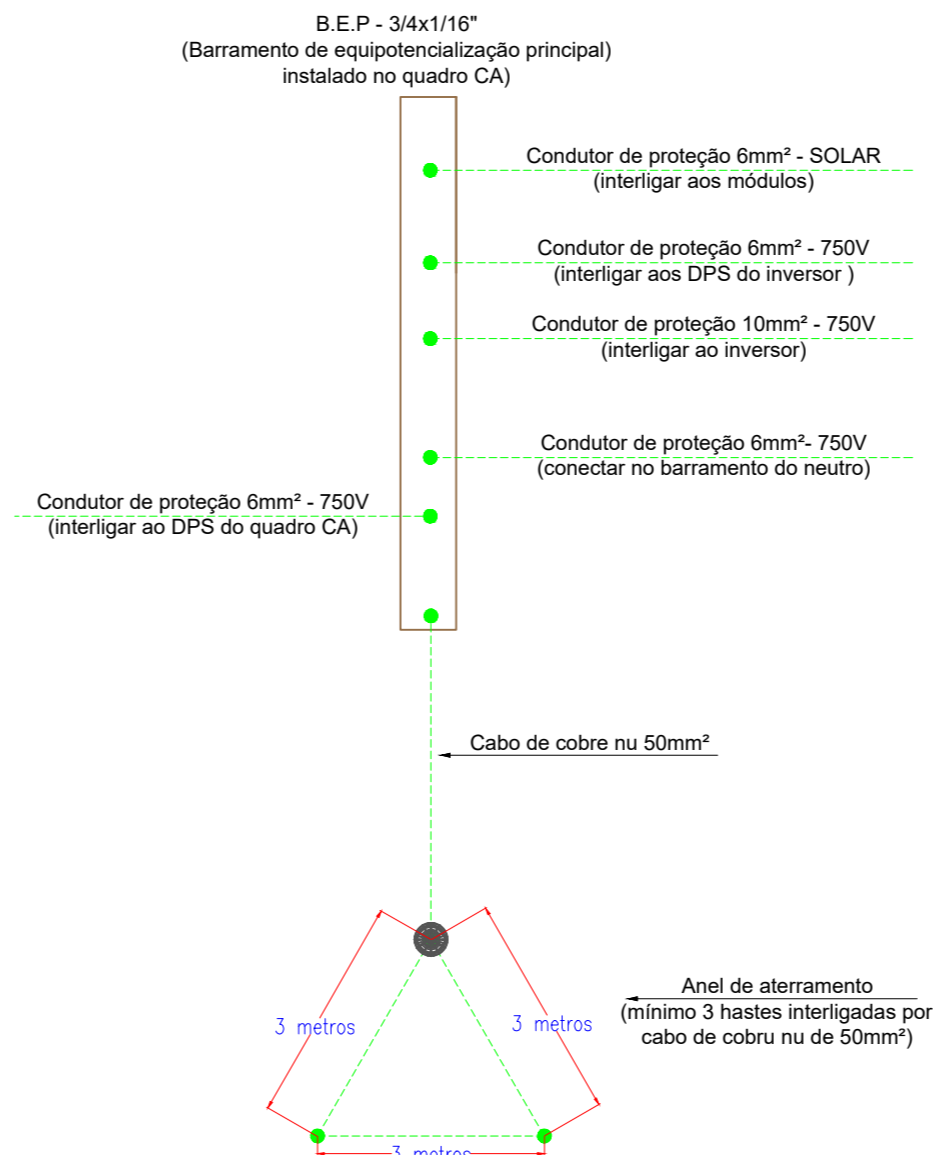 B.E.P - 3/4x1/16"
(Barramento de equipotencialização principal)
instalado no quadro CA)
Condutor de proteção 6mm² - SOLAR
(interligar aos módulos)
Condutor de proteção 6mm² - 750V
(interligar aos DPS do inversor )
Condutor de proteção 10mm² - 750V
(interligar ao inversor)
Condutor de proteção 6mm²- 750V
(conectar no barramento do neutro)
Condutor de proteção 6mm² - 750V
(interligar ao DPS do quadro CA)
Cabo de cobre nu 50mm²
Anel de aterramento
(mínimo 3 hastes interligadas por
cabo de cobru nu de 50mm²)
3 metros
3 metros
3 metros